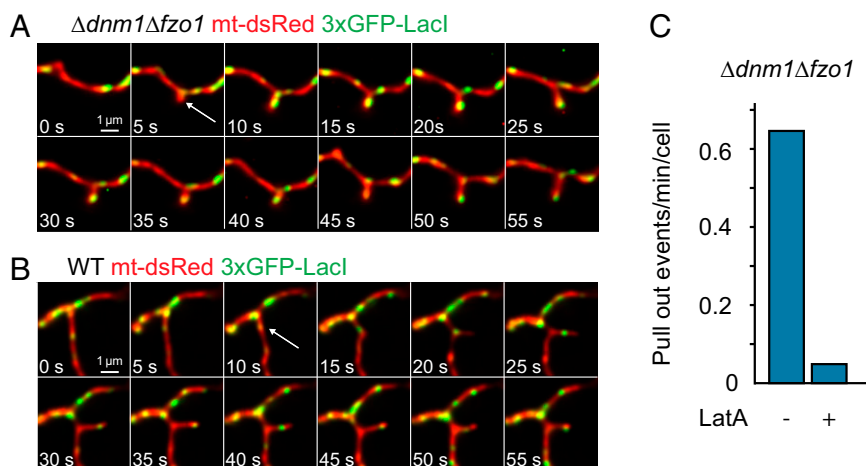 A
Δdnm1Δfzo1 mt-dsRed 3xGFP-LacI
0 s 1 µm 5 s 10 s 15 s 20s 25 s
30 s 35 s 40 s 45 s 50 s 55 s
B
WT mt-dsRed 3xGFP-LacI
0 s 1 µm 5 s 10 s 15 s 20 s 25 s
30 s 35 s 40 s 45 s 50 s 55 s
C
Δdnm1Δfzo1
Pull out events/min/cell
0.6
0.4
0.2
0
LatA - +